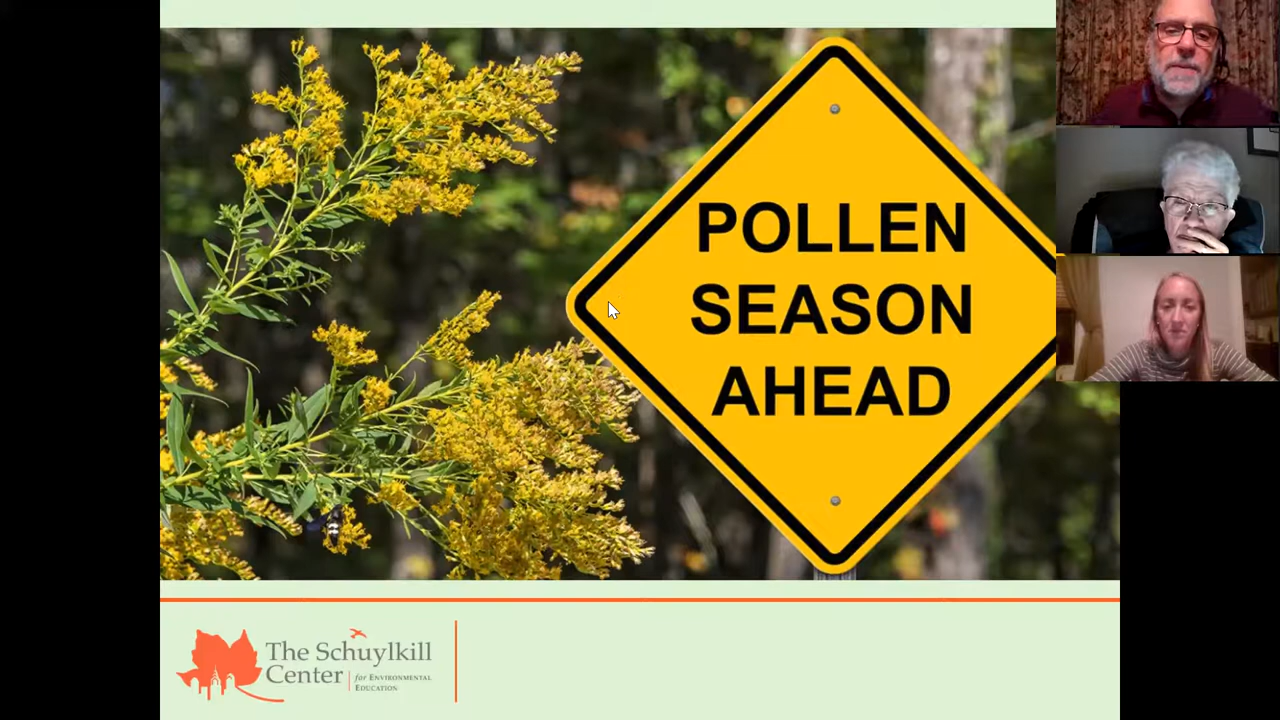 POLLEN
SEASON
AHEAD
The Schuylkill
Center | for ENVIRONMENTAL
EDUCATION